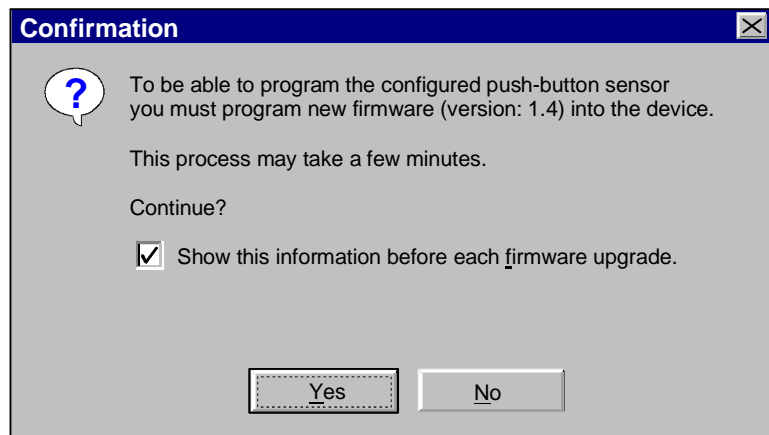 Confirmation
?
To be able to program the configured push-button sensor
you must program new firmware (version: 1.4) into the device.
This process may take a few minutes.
Continue?
Show this information before each firmware upgrade.
Yes
No